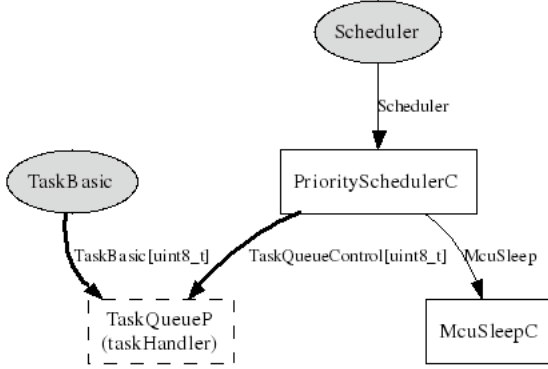 Scheduler
Scheduler
TaskBasic
PrioritySchedulerC
TaskBasic[uint8_t]
TaskQueueControl[uint8_t]
McuSleep
TaskQueueP
(taskHandler)
McuSleepC